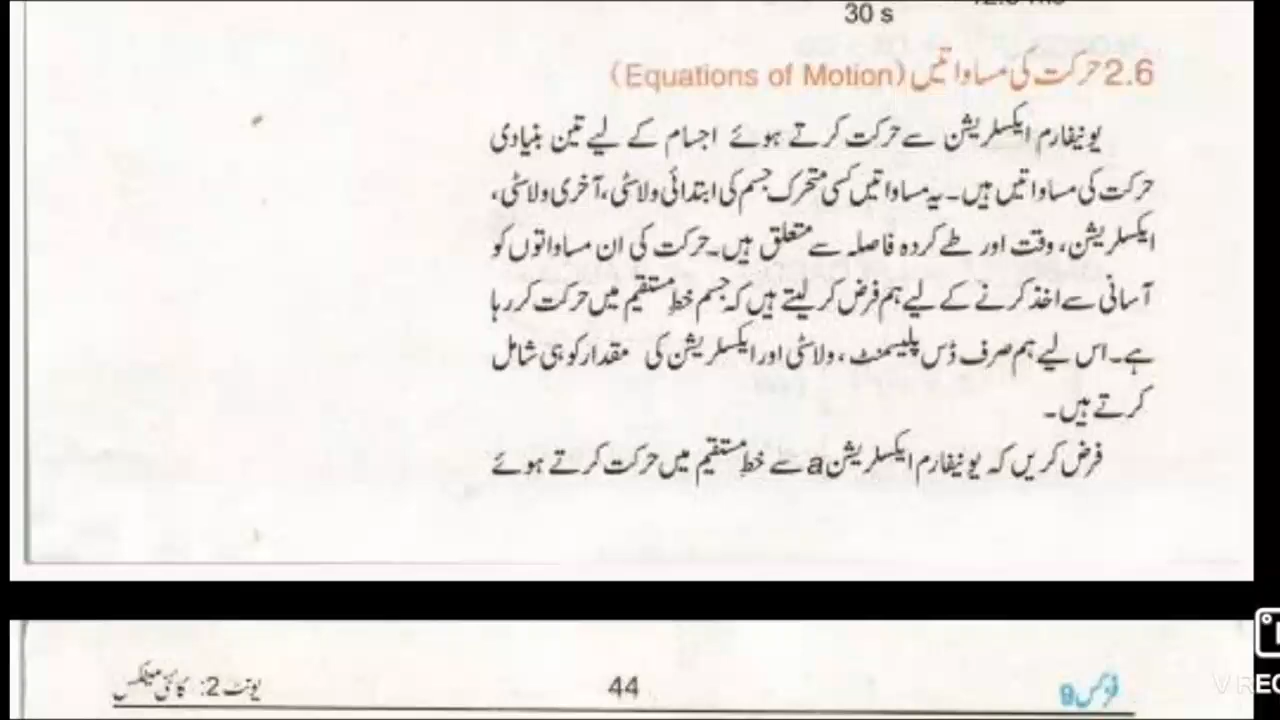 30 s
2.6 حرکت کی مساواتیں (Equations of Motion)
یونیفارم ایکسلریشن سے حرکت کرتے ہوئے اجسام کے لیے تین بنیادی
حرکت کی مساواتیں ہیں۔ یہ مساواتیں کسی متحرک جسم کی ابتدائی ولاسٹی، آخری ولاسٹی،
ایکسلریشن، وقت اور طے کردہ فاصلہ سے متعلق ہیں۔ حرکت کی ان مساواتوں کو
آسانی سے اخذ کرنے کے لیے ہم فرض کر لیتے ہیں کہ جسم خطِ مستقیم میں حرکت کر رہا
ہے۔ اس لیے ہم صرف ڈس پلیسمنٹ، ولاسٹی اور ایکسلریشن کی مقدار کو ہی شامل
کرتے ہیں۔
فرض کریں کہ یونیفارم ایکسلریشن a سے خطِ مستقیم میں حرکت کرتے ہوئے
فزکس 9
44
یونٹ 2: کائنی میٹکس